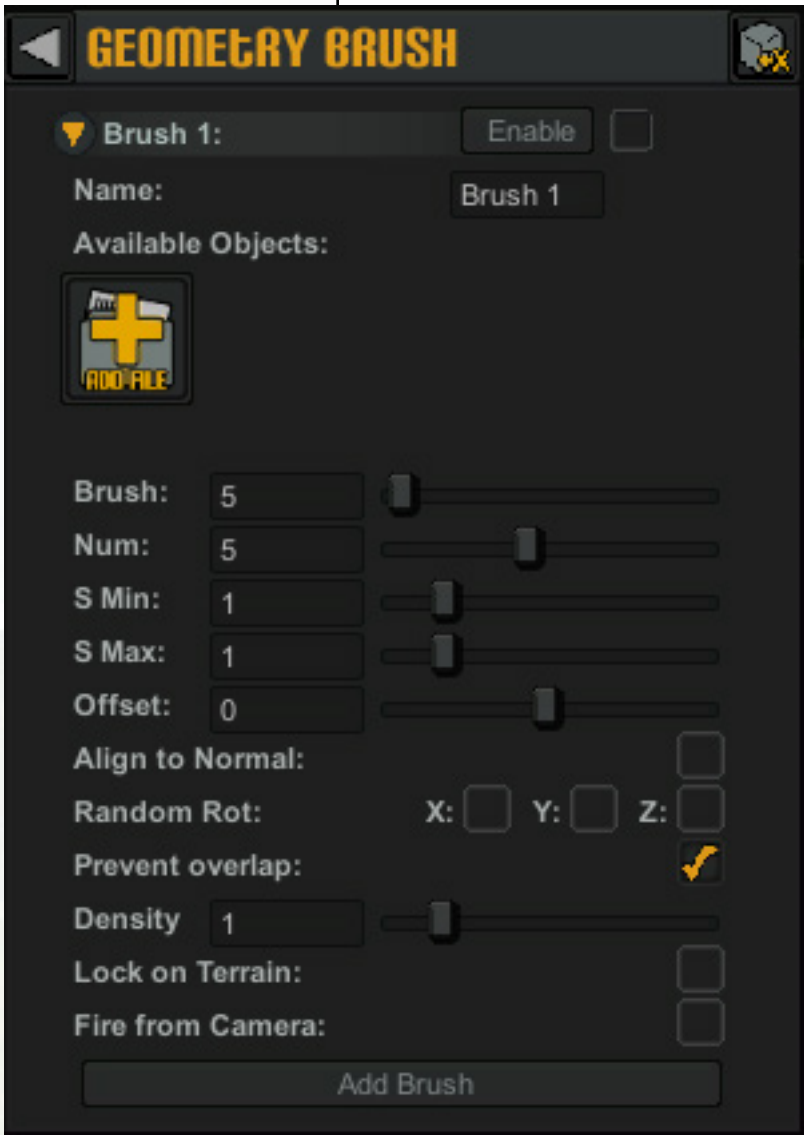 GEOMETRY BRUSH
X
Brush 1: Enable
Name: Brush 1
Available Objects:
ADD FILE
Brush: 5
Num: 5
S Min: 1
S Max: 1
Offset: 0
Align to Normal:
Random Rot: X: Y: Z:
Prevent overlap:
Density 1
Lock on Terrain:
Fire from Camera:
Add Brush